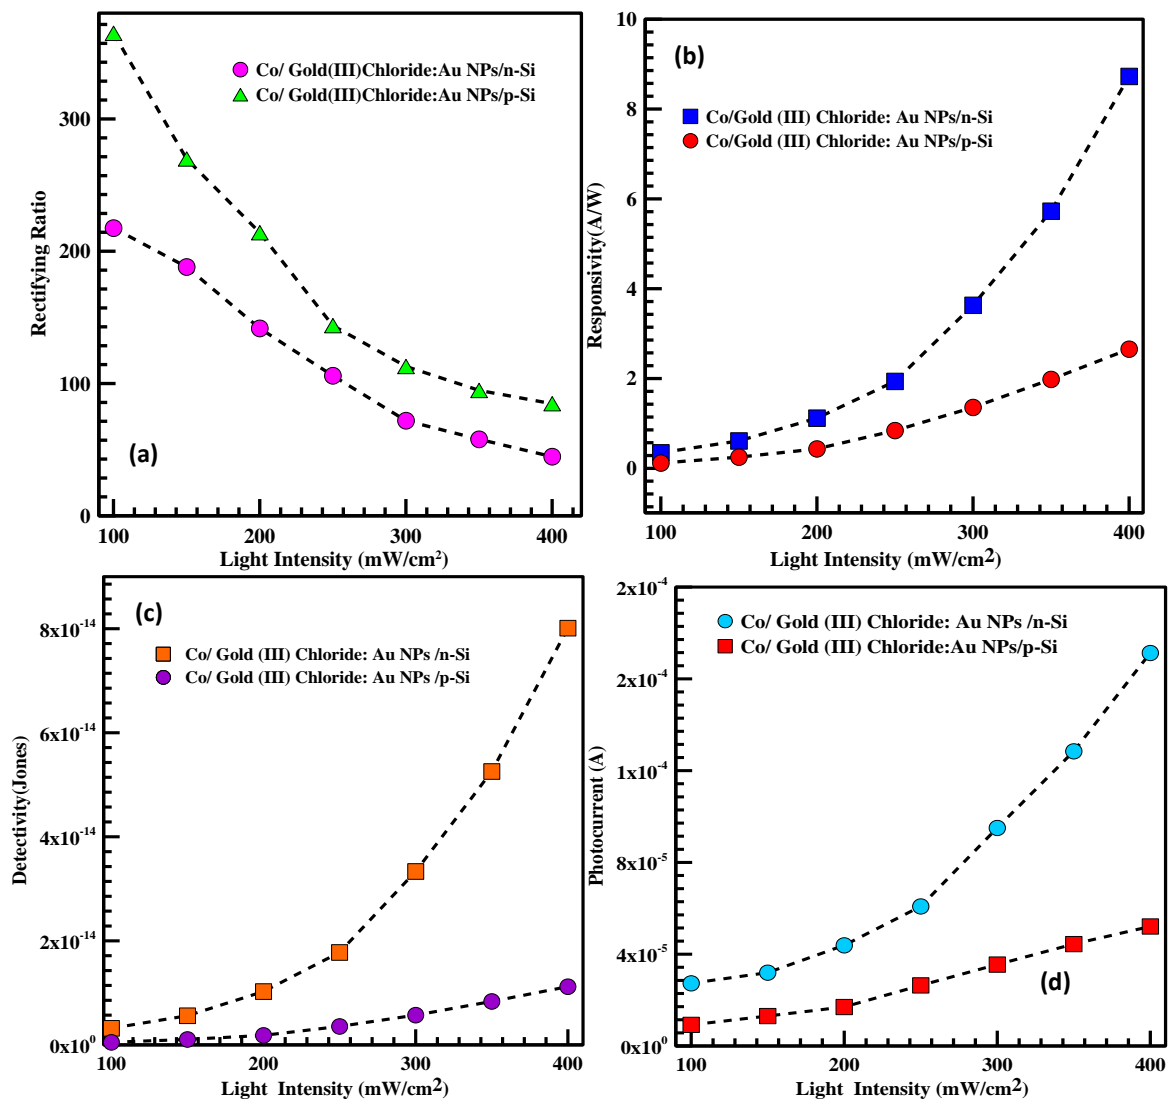 300
200
100
0
Rectifying Ratio
Co/ Gold(III)Chloride:Au NPs/n-Si
Co/ Gold(III)Chloride:Au NPs/p-Si
(a)
100 200 300 400
Light Intensity (mW/cm²)
10
8
6
4
2
0
Responsivity(A/W)
(b)
Co/Gold (III) Chloride: Au NPs/n-Si
Co/Gold (III) Chloride: Au NPs/p-Si
100 200 300 400
Light Intensity (mW/cm²)
8x10⁻¹⁴
6x10⁻¹⁴
4x10⁻¹⁴
2x10⁻¹⁴
0x10⁰
Detectivity(Jones)
(c)
Co/ Gold (III) Chloride: Au NPs /n-Si
Co/ Gold (III) Chloride: Au NPs /p-Si
100 200 300 400
Light Intensity (mW/cm²)
2x10⁻⁴
2x10⁻⁴
1x10⁻⁴
8x10⁻⁵
4x10⁻⁵
0x10⁰
Photocurrent (A)
Co/ Gold (III) Chloride: Au NPs /n-Si
Co/ Gold (III) Chloride:Au NPs/p-Si
(d)
100 200 300 400
Light Intensity (mW/cm²)